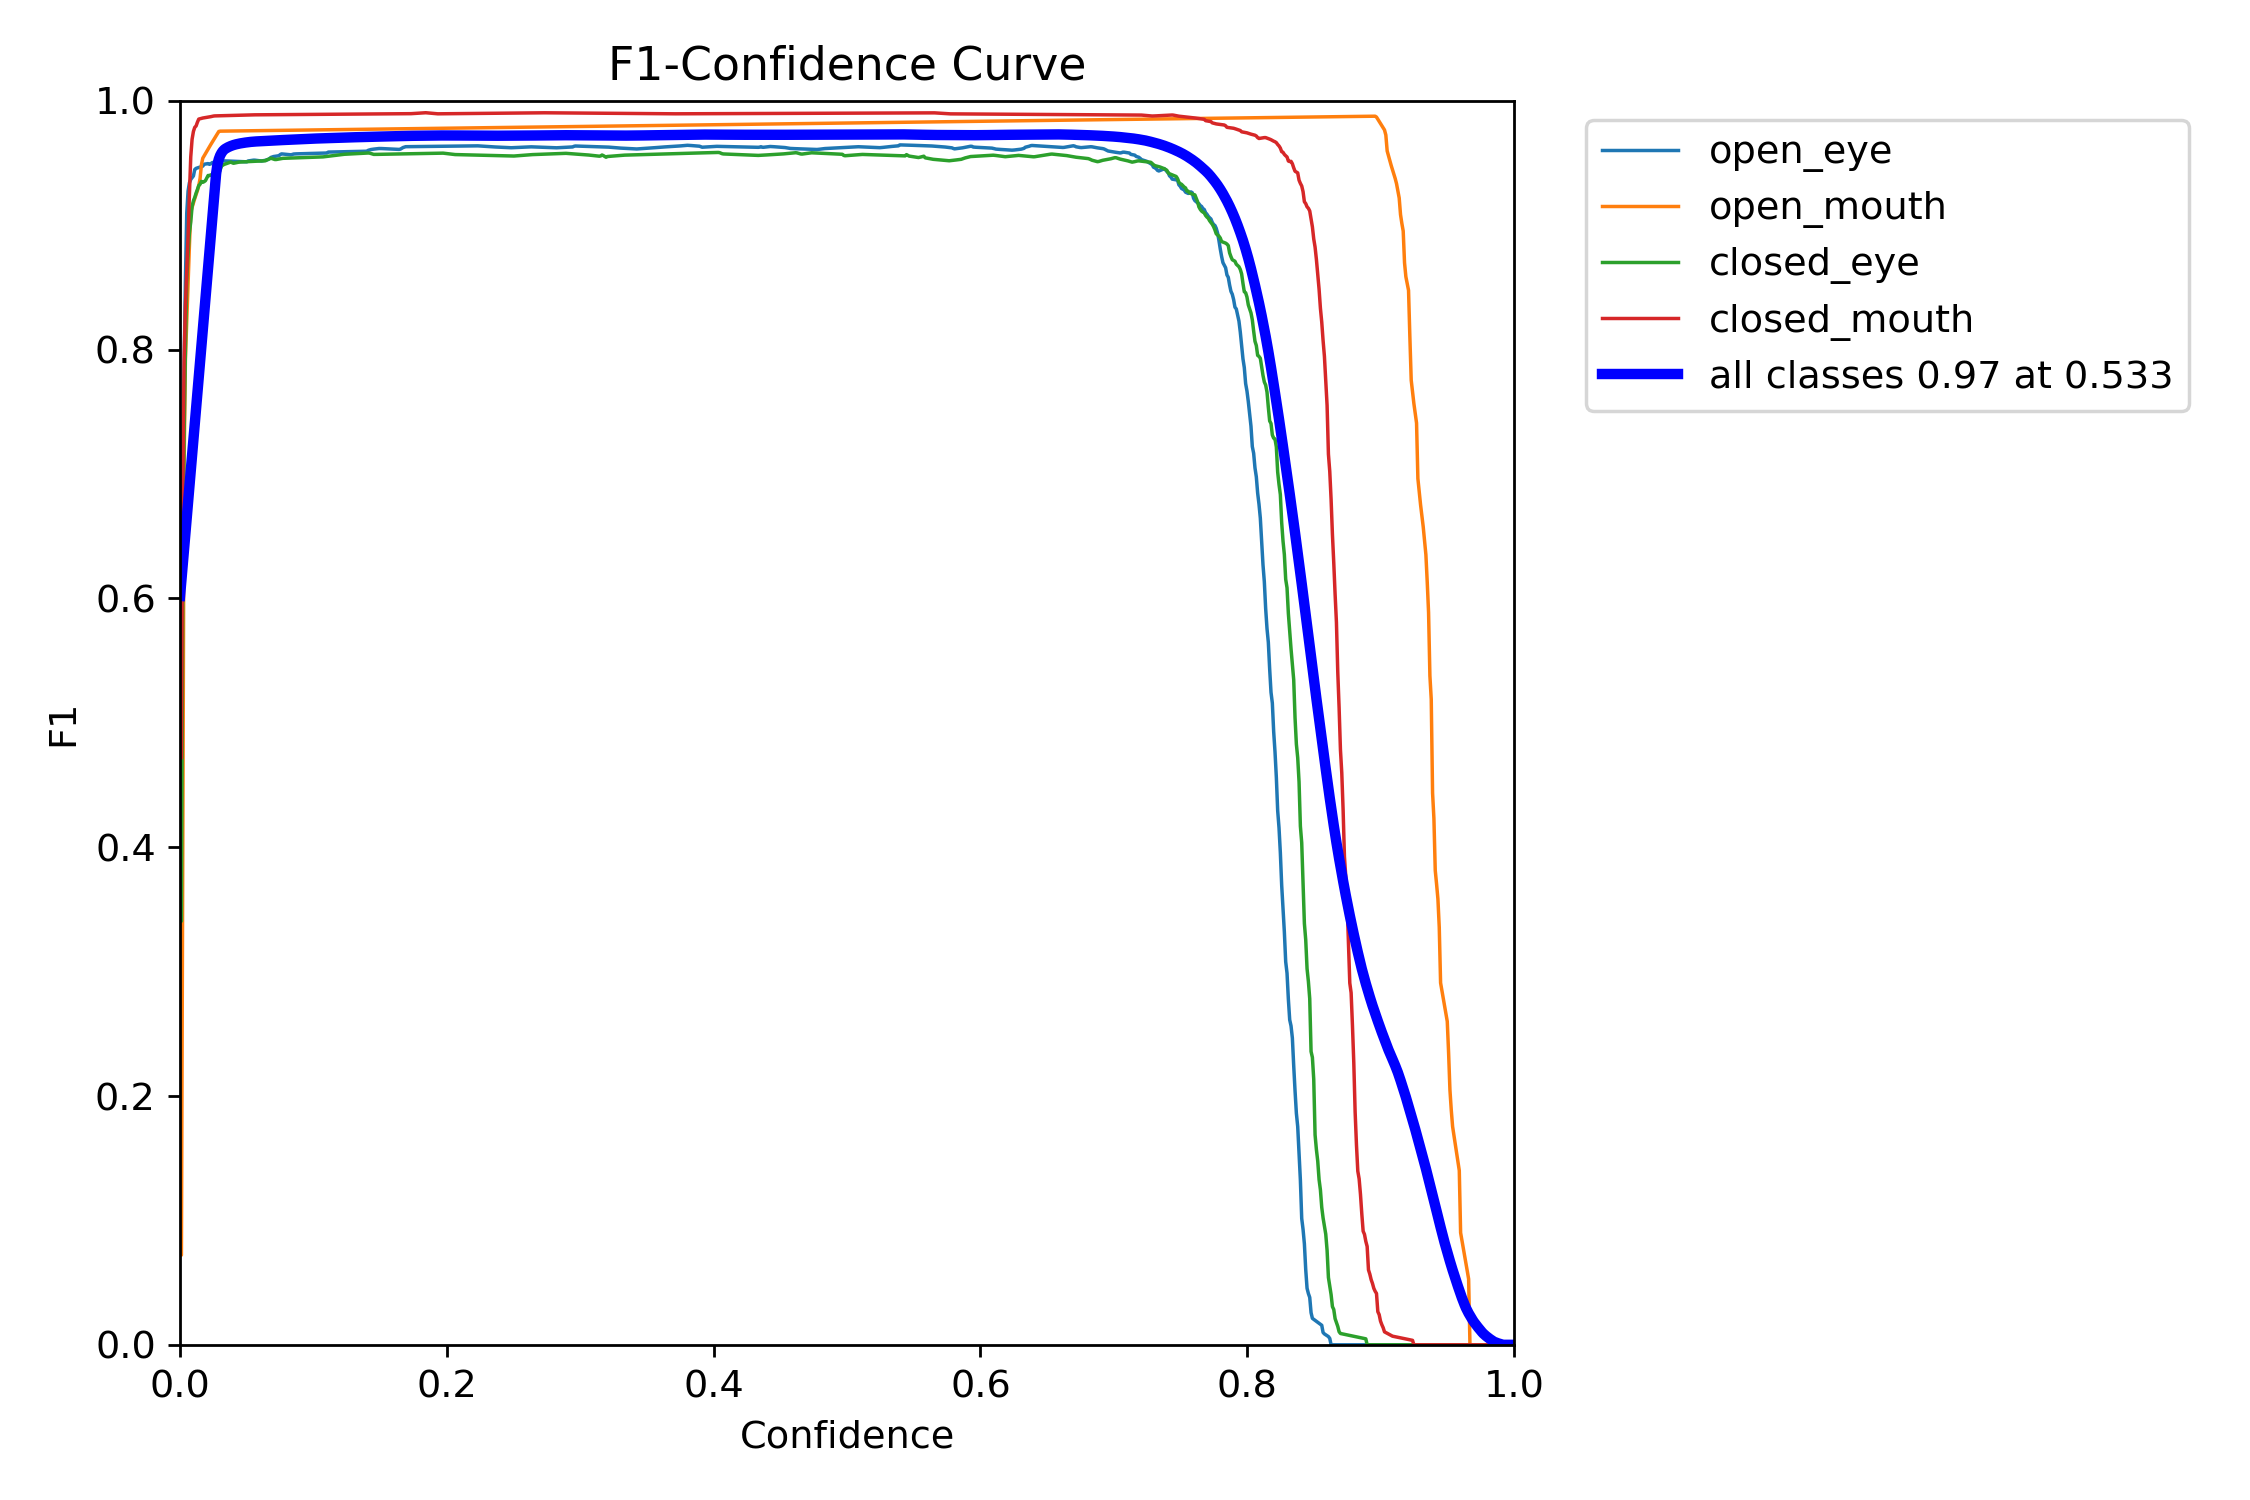 F1-Confidence Curve
1.0
0.8
0.6
0.4
0.2
0.0
F1
0.0 0.2 0.4 0.6 0.8 1.0
Confidence
open_eye
open_mouth
closed_eye
closed_mouth
all classes 0.97 at 0.533